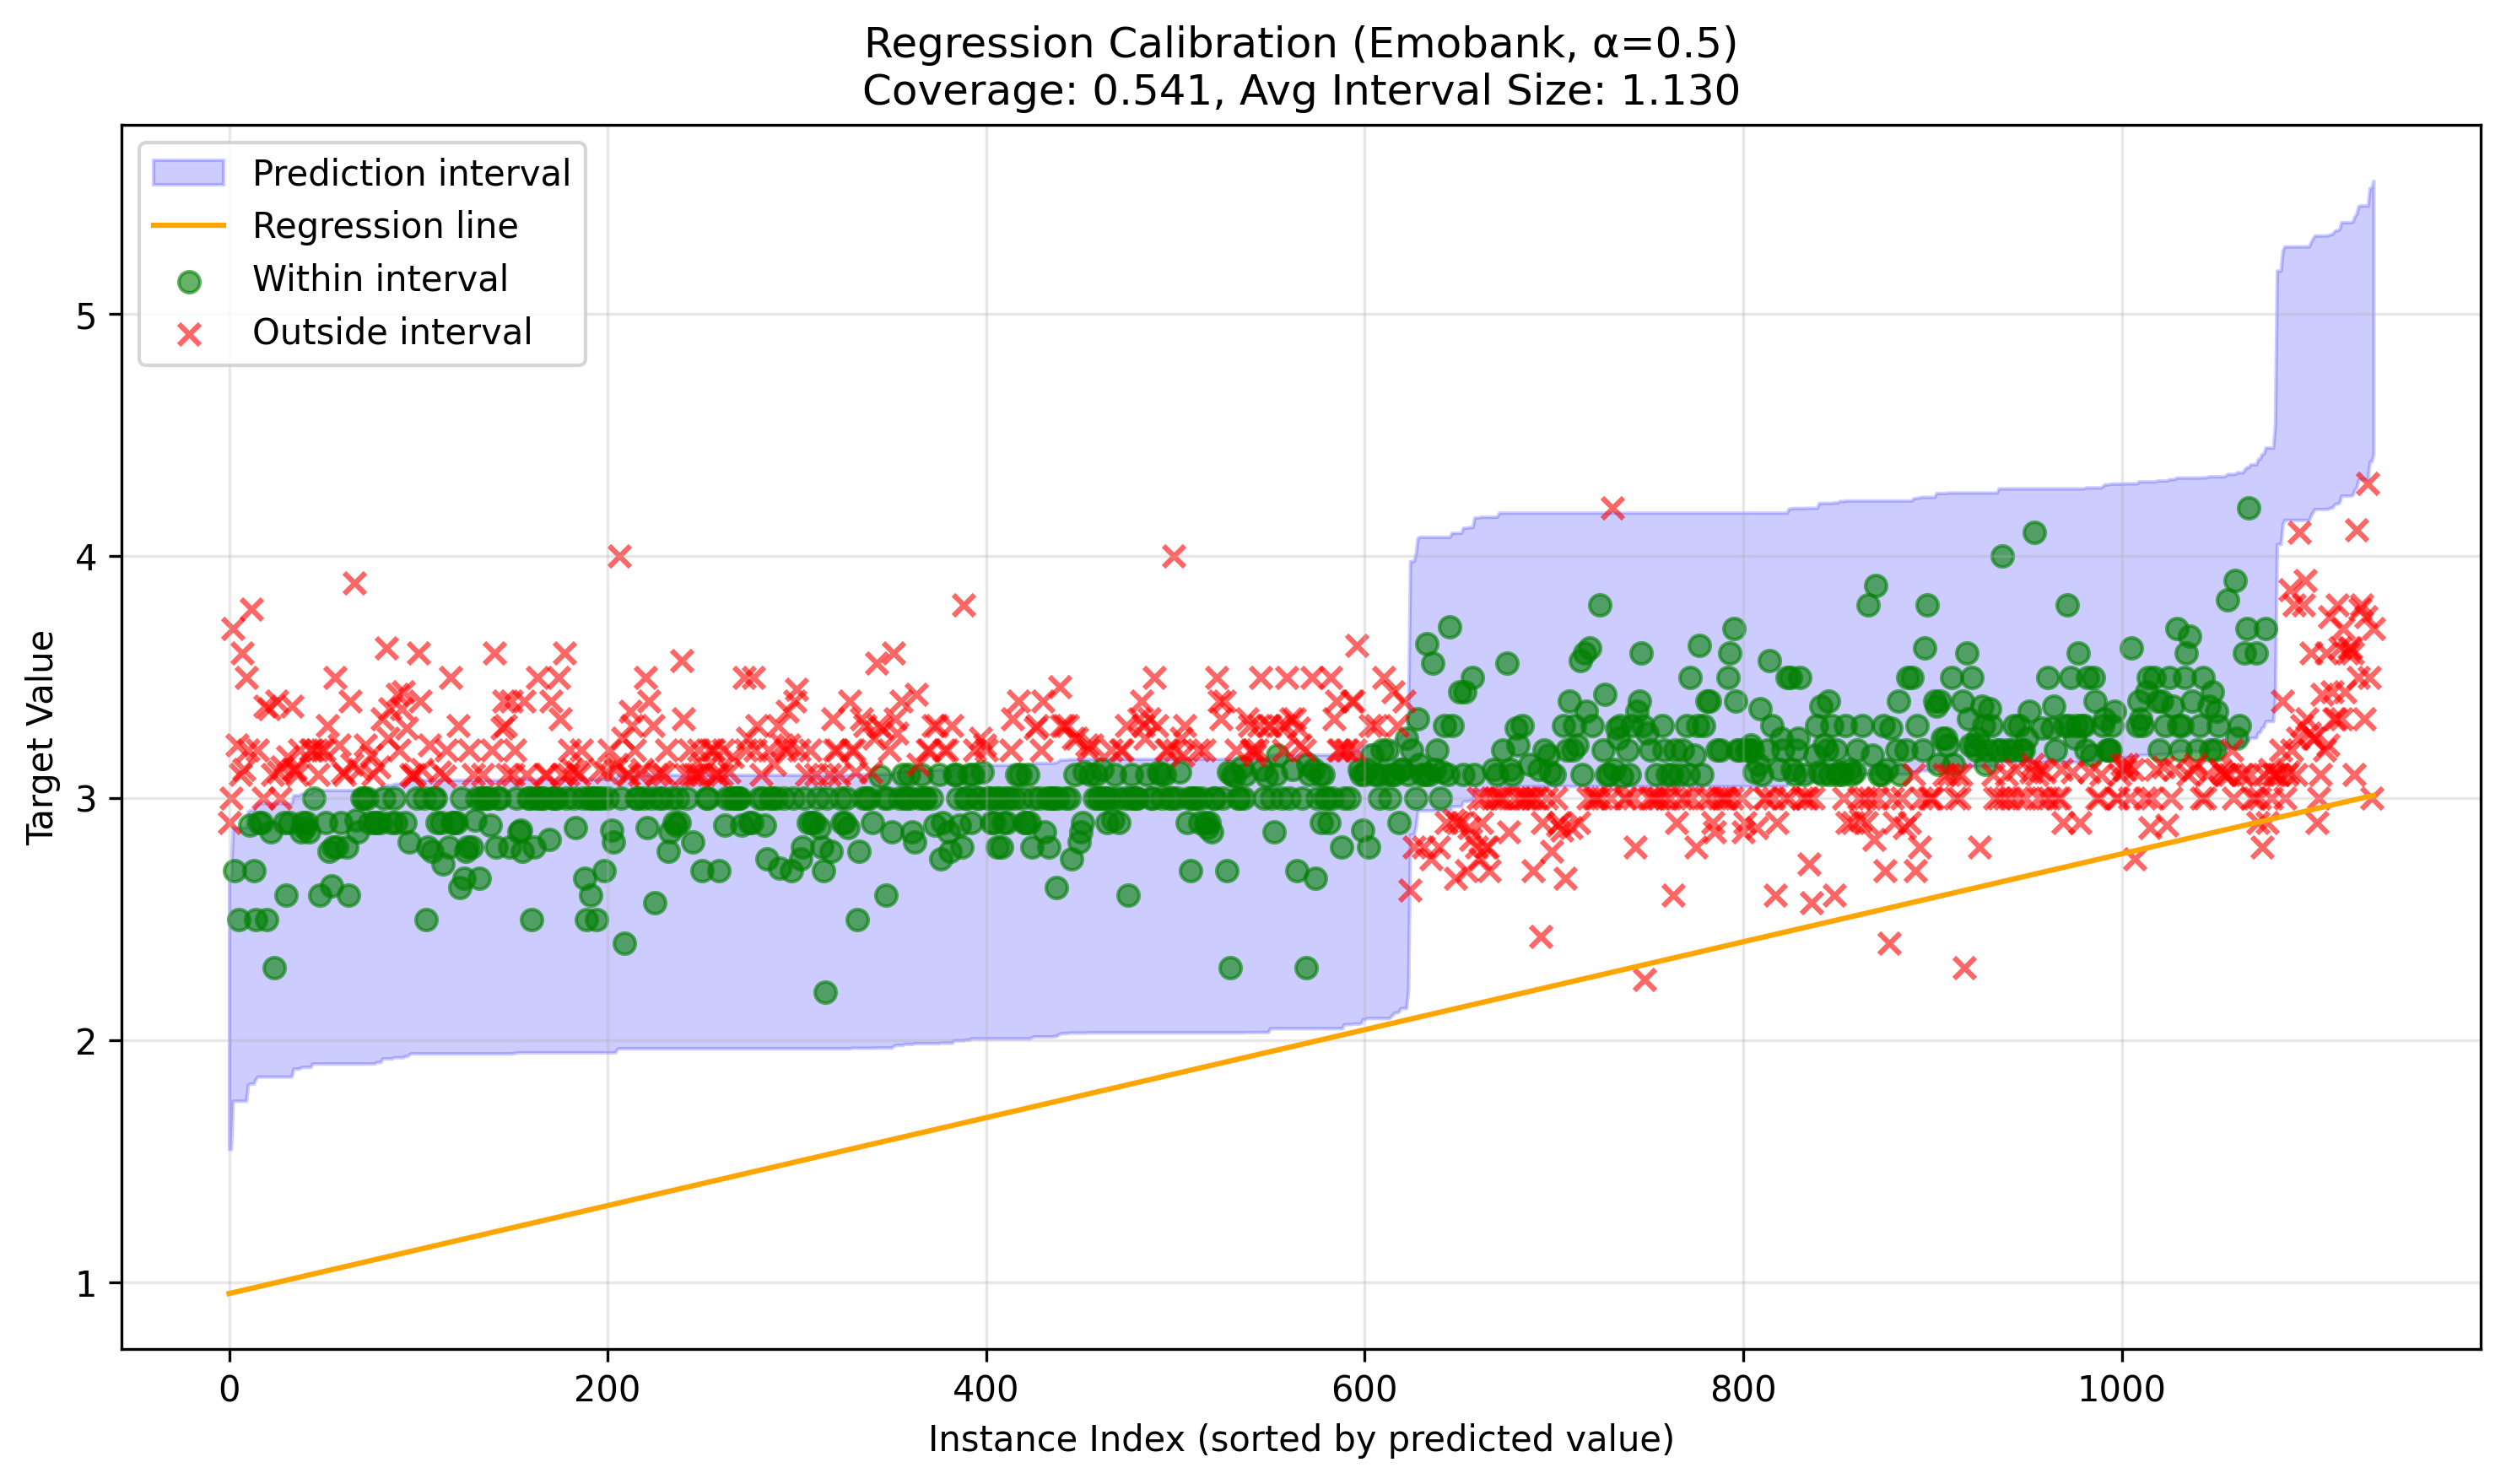 Regression Calibration (Emobank, α=0.5)
Coverage: 0.541, Avg Interval Size: 1.130
Prediction interval
Regression line
Within interval
Outside interval
Target Value
5
4
3
2
1
0
200
400
600
800
1000
Instance Index (sorted by predicted value)